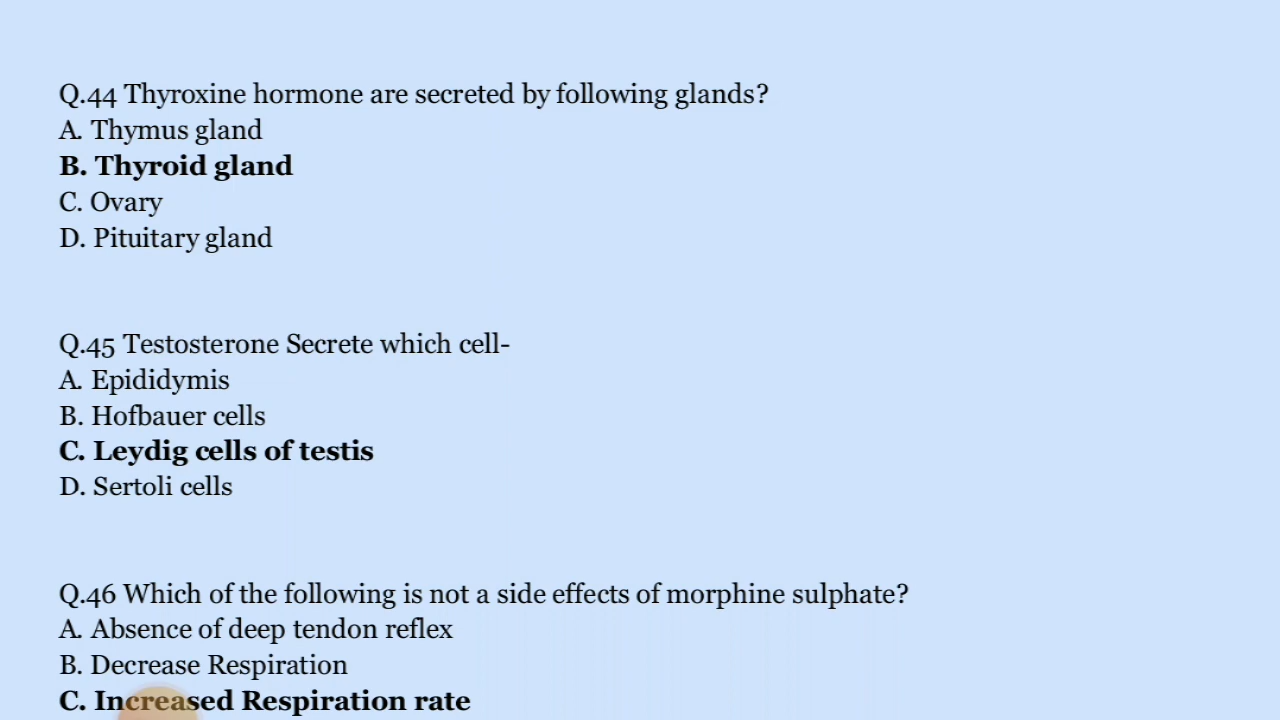 Q.44 Thyroxine hormone are secreted by following glands?
A. Thymus gland
B. Thyroid gland
C. Ovary
D. Pituitary gland
Q.45 Testosterone Secrete which cell-
A. Epididymis
B. Hofbauer cells
C. Leydig cells of testis
D. Sertoli cells
Q.46 Which of the following is not a side effects of morphine sulphate?
A. Absence of deep tendon reflex
B. Decrease Respiration
C. Increased Respiration rate